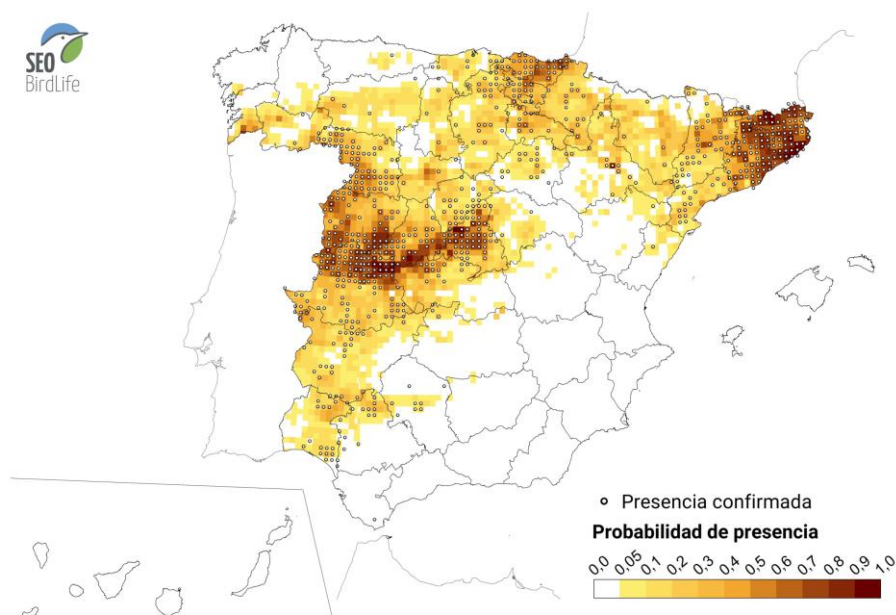 SEO
BirdLife
Presencia confirmada
Probabilidad de presencia
0.0 0.05 0.1 0.2 0.3 0.4 0.5 0.6 0.7 0.8 0.9 1.0